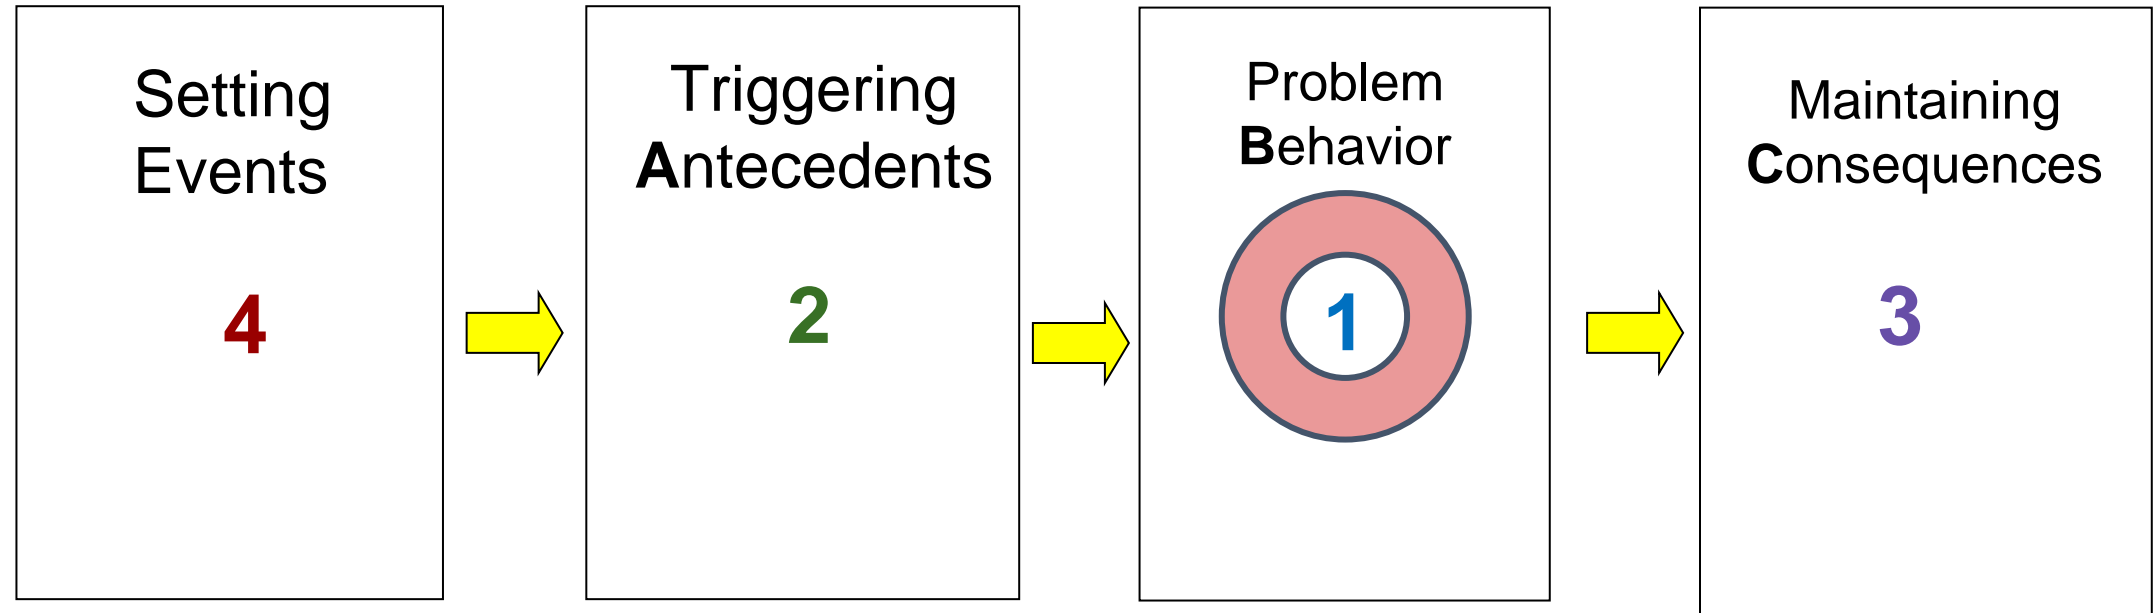 Setting
Events
4
Triggering
Antecedents
2
Problem
Behavior
1
Maintaining
Consequences
3